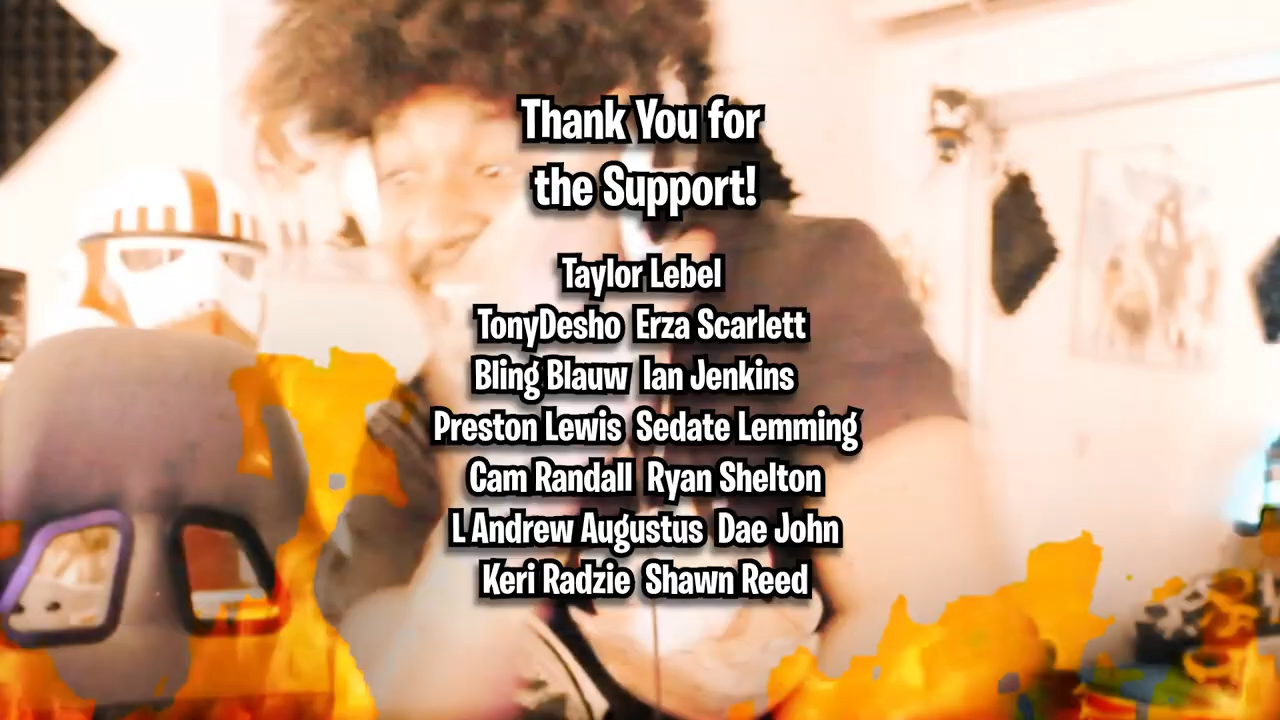 Thank You for
the Support!
Taylor Lebel
TonyDesho Erza Scarlett
Bling Blauw Ian Jenkins
Preston Lewis Sedate Lemming
Cam Randall Ryan Shelton
L Andrew Augustus Dae John
Keri Radzie Shawn Reed